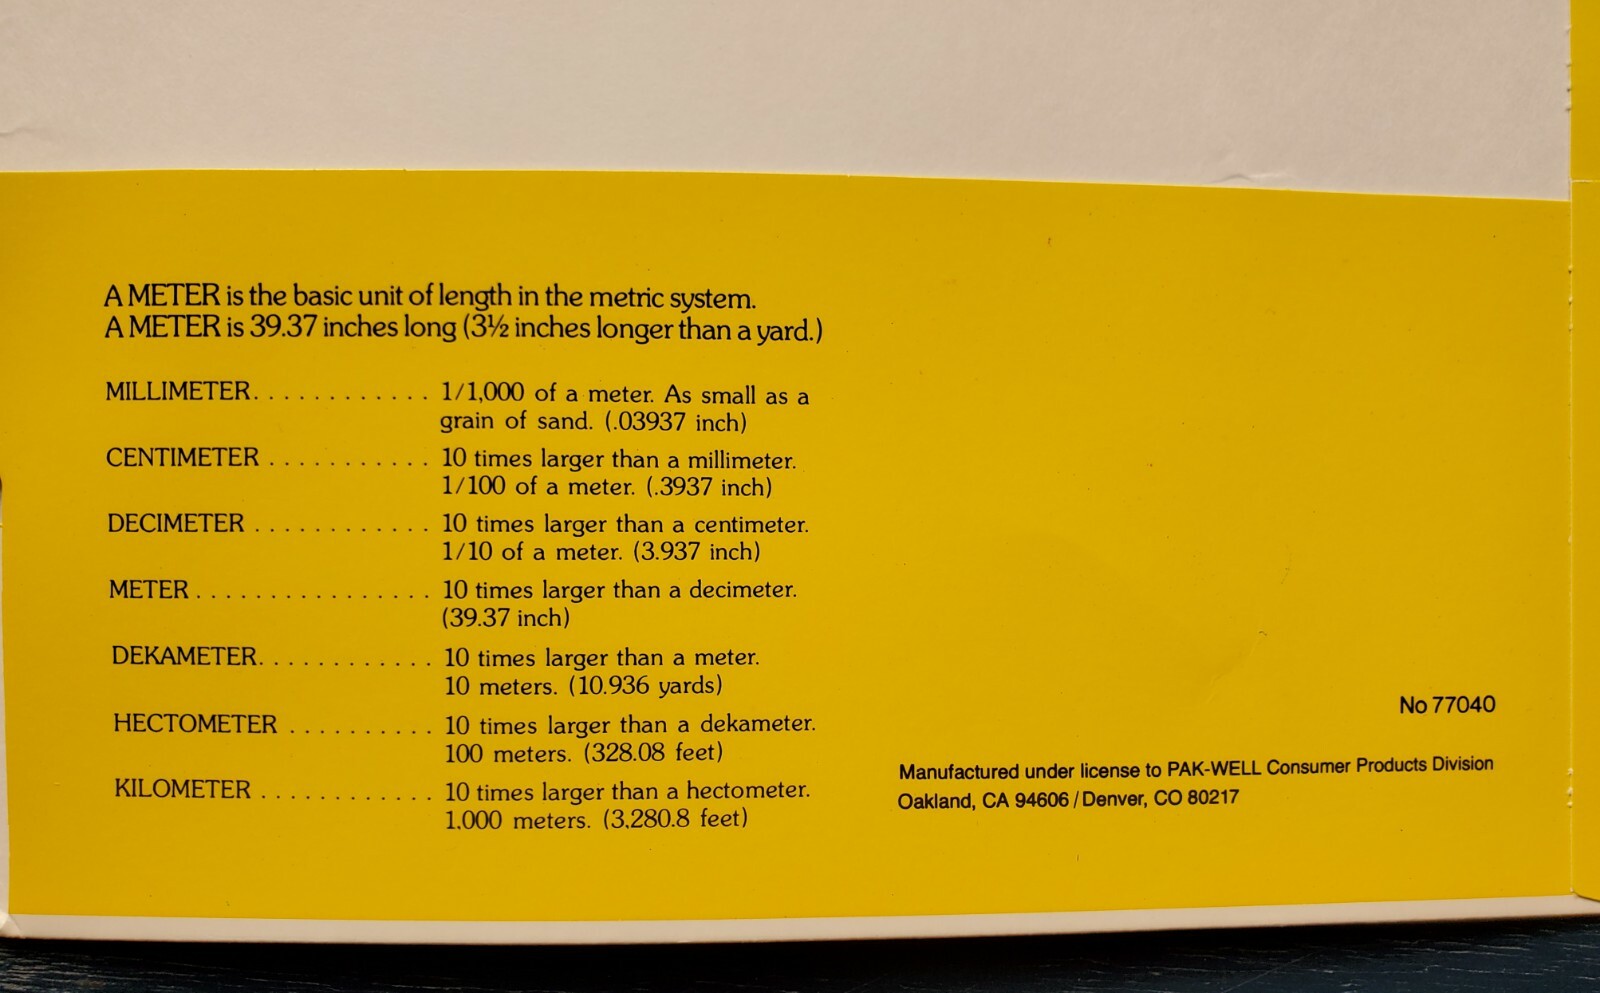 A METER is the basic unit of length in the metric system.
A METER is 39.37 inches long (3½ inches longer than a yard.)
MILLIMETER. . . . . . . . . . . . 1/1,000 of a meter. As small as a
grain of sand. (.03937 inch)
CENTIMETER . . . . . . . . . . . 10 times larger than a millimeter.
1/100 of a meter. (.3937 inch)
DECIMETER . . . . . . . . . . . . 10 times larger than a centimeter.
1/10 of a meter. (3.937 inch)
METER . . . . . . . . . . . . . . . . 10 times larger than a decimeter.
(39.37 inch)
DEKAMETER. . . . . . . . . . . . 10 times larger than a meter.
10 meters. (10.936 yards)
HECTOMETER . . . . . . . . . . 10 times larger than a dekameter.
100 meters. (328.08 feet)
KILOMETER . . . . . . . . . . . . 10 times larger than a hectometer.
1,000 meters. (3,280.8 feet)
No 77040
Manufactured under license to PAK-WELL Consumer Products Division
Oakland, CA 94606 / Denver, CO 80217